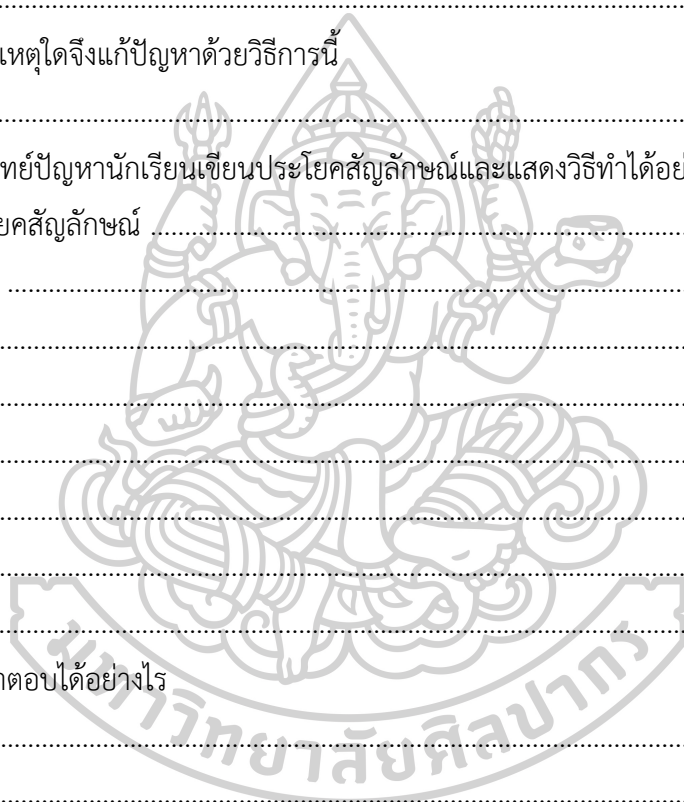 เหตุใดจึงแก้ปัญหาด้วยวิธีการนี้
ทย์ปัญหานักเรียนเขียนประโยคสัญลักษณ์และแสดงวิธีทำได้อย่
ยคสัญลักษณ์
าตอบได้อย่างไร
มหาวิทยาลัยศิลปากร